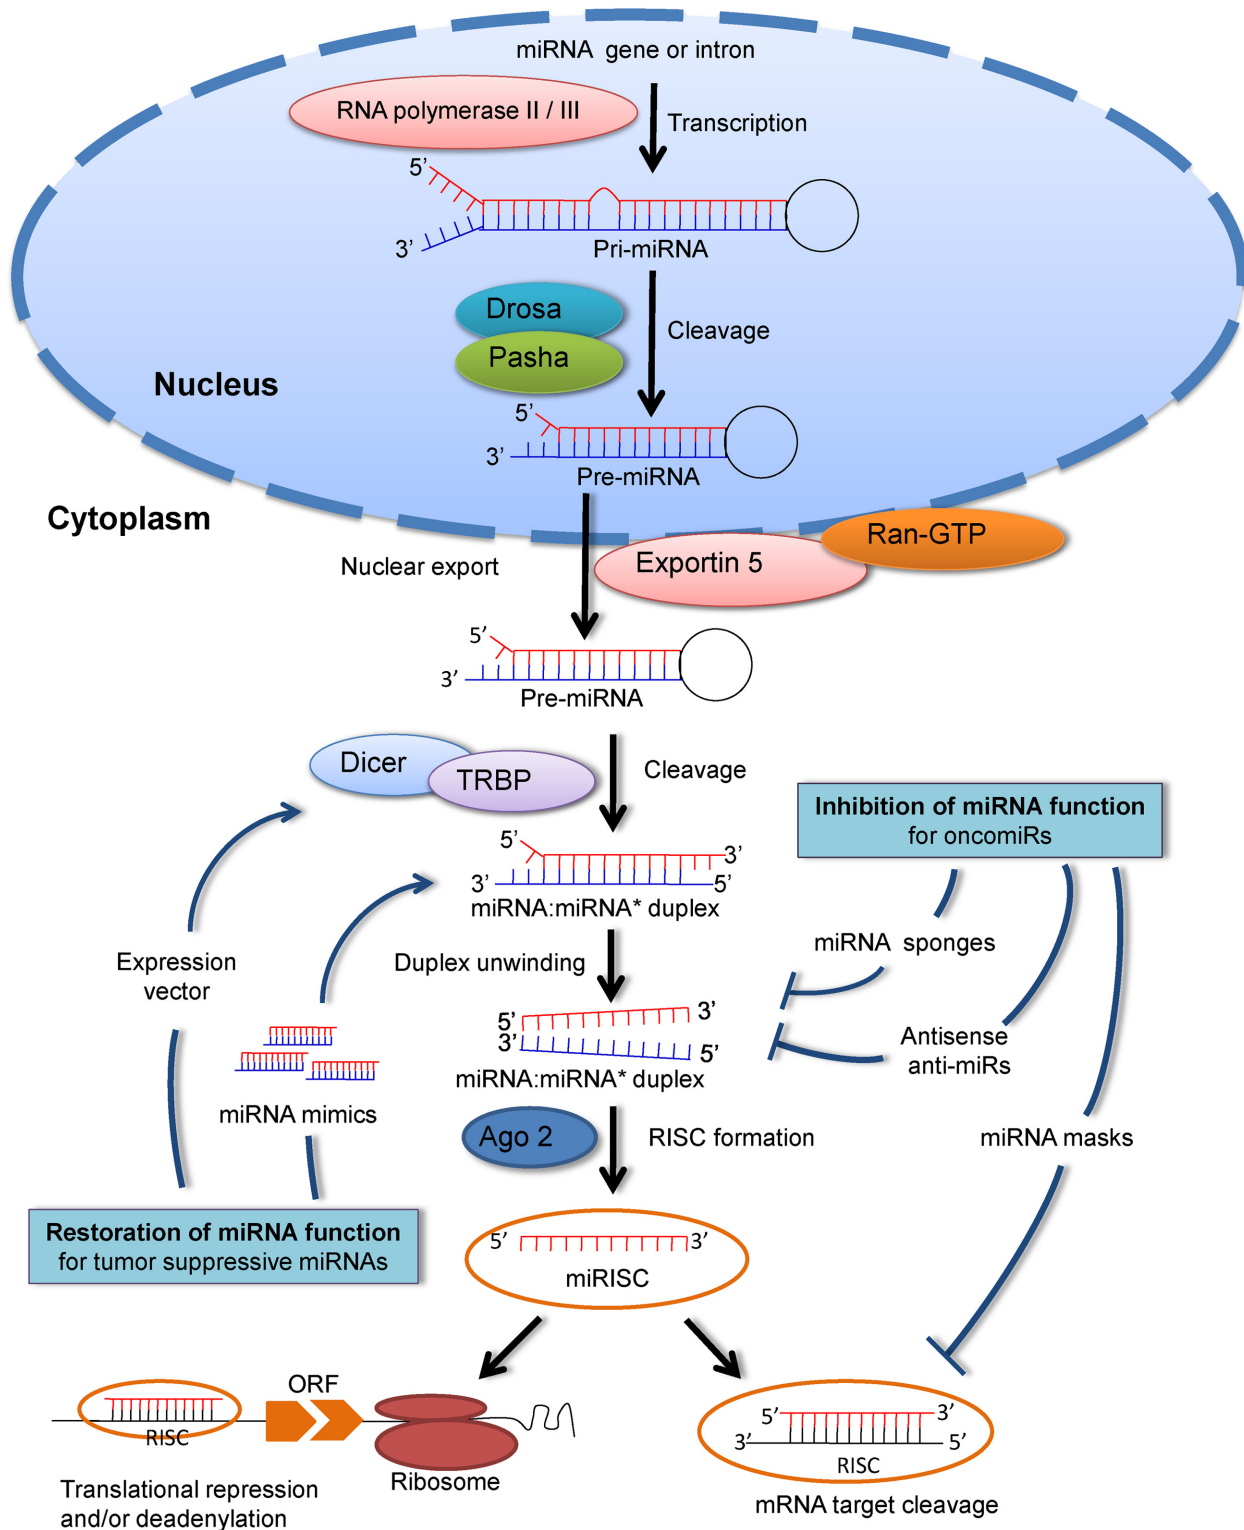 miRNA gene or intron
RNA polymerase II / III
Transcription
5’
3’
Pri-miRNA
Drosa
Pasha
Cleavage
Nucleus
5’
3’
Pre-miRNA
Cytoplasm
Ran-GTP
Exportin 5
Nuclear export
5’
3’
Pre-miRNA
Dicer
TRBP
Cleavage
Inhibition of miRNA function
for oncomiRs
5’
3’
3’
5’
miRNA:miRNA* duplex
miRNA sponges
Expression
vector
Duplex unwinding
5’
3’
3’
5’
miRNA:miRNA* duplex
Antisense
anti-miRs
miRNA mimics
Ago 2
RISC formation
miRNA masks
Restoration of miRNA function
for tumor suppressive miRNAs
5’
3’
miRISC
ORF
RISC
Ribosome
Translational repression
and/or deadenylation
5’
3’
3’
5’
RISC
mRNA target cleavage